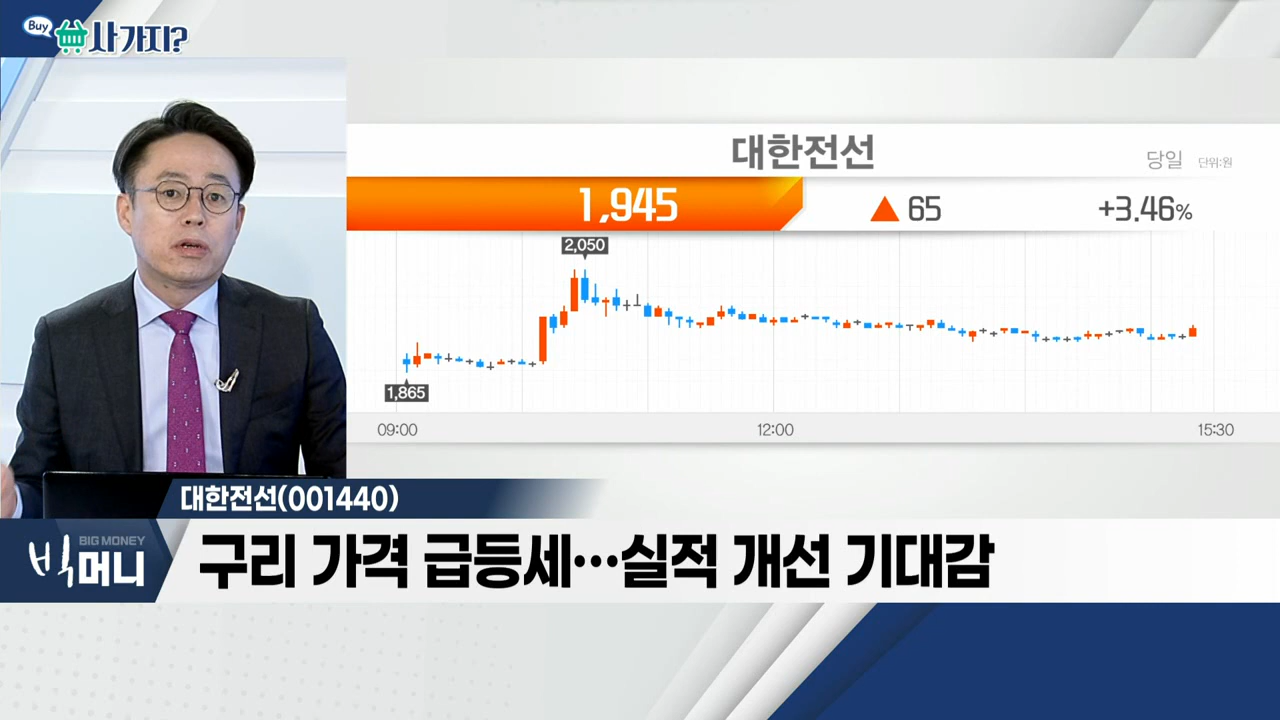 Buy
사가지?
대한전선
당일 단위:원
1,945 ▲ 65 +3.46%
2,050
1,865
09:00 12:00 15:30
대한전선(001440)
BIG MONEY
빅머니
구리 가격 급등세…실적 개선 기대감